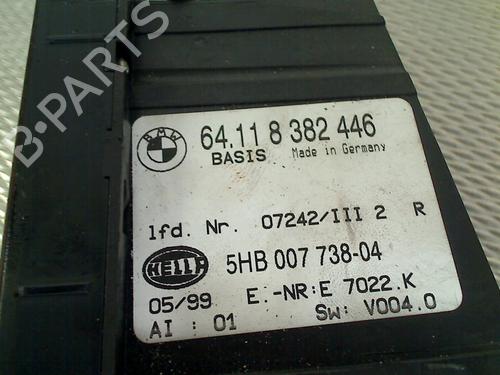 B-PARTS
BMW
64.11 8 382 446
BASIS Made in Germany
lfd. Nr. 07242/III 2 R
HELLA
5HB 007 738-04
05/99 E.-NR:E 7022.K
AI : 01 SW: V004.0